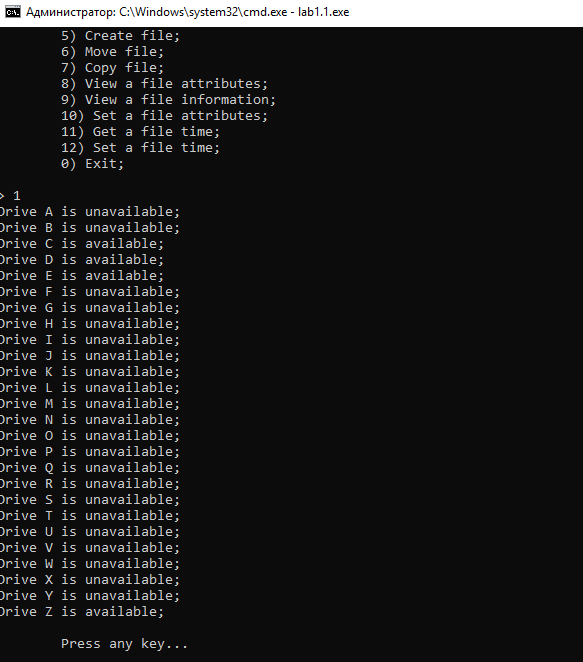 Администратор: C:\Windows\system32\cmd.exe - lab1.1.exe
5) Create file;
6) Move file;
7) Copy file;
8) View a file attributes;
9) View a file information;
10) Set a file attributes;
11) Get a file time;
12) Set a file time;
0) Exit;
> 1
Drive A is unavailable;
Drive B is unavailable;
Drive C is available;
Drive D is available;
Drive E is available;
Drive F is unavailable;
Drive G is unavailable;
Drive H is unavailable;
Drive I is unavailable;
Drive J is unavailable;
Drive K is unavailable;
Drive L is unavailable;
Drive M is unavailable;
Drive N is unavailable;
Drive O is unavailable;
Drive P is unavailable;
Drive Q is unavailable;
Drive R is unavailable;
Drive S is unavailable;
Drive T is unavailable;
Drive U is unavailable;
Drive V is unavailable;
Drive W is unavailable;
Drive X is unavailable;
Drive Y is unavailable;
Drive Z is available;
Press any key...